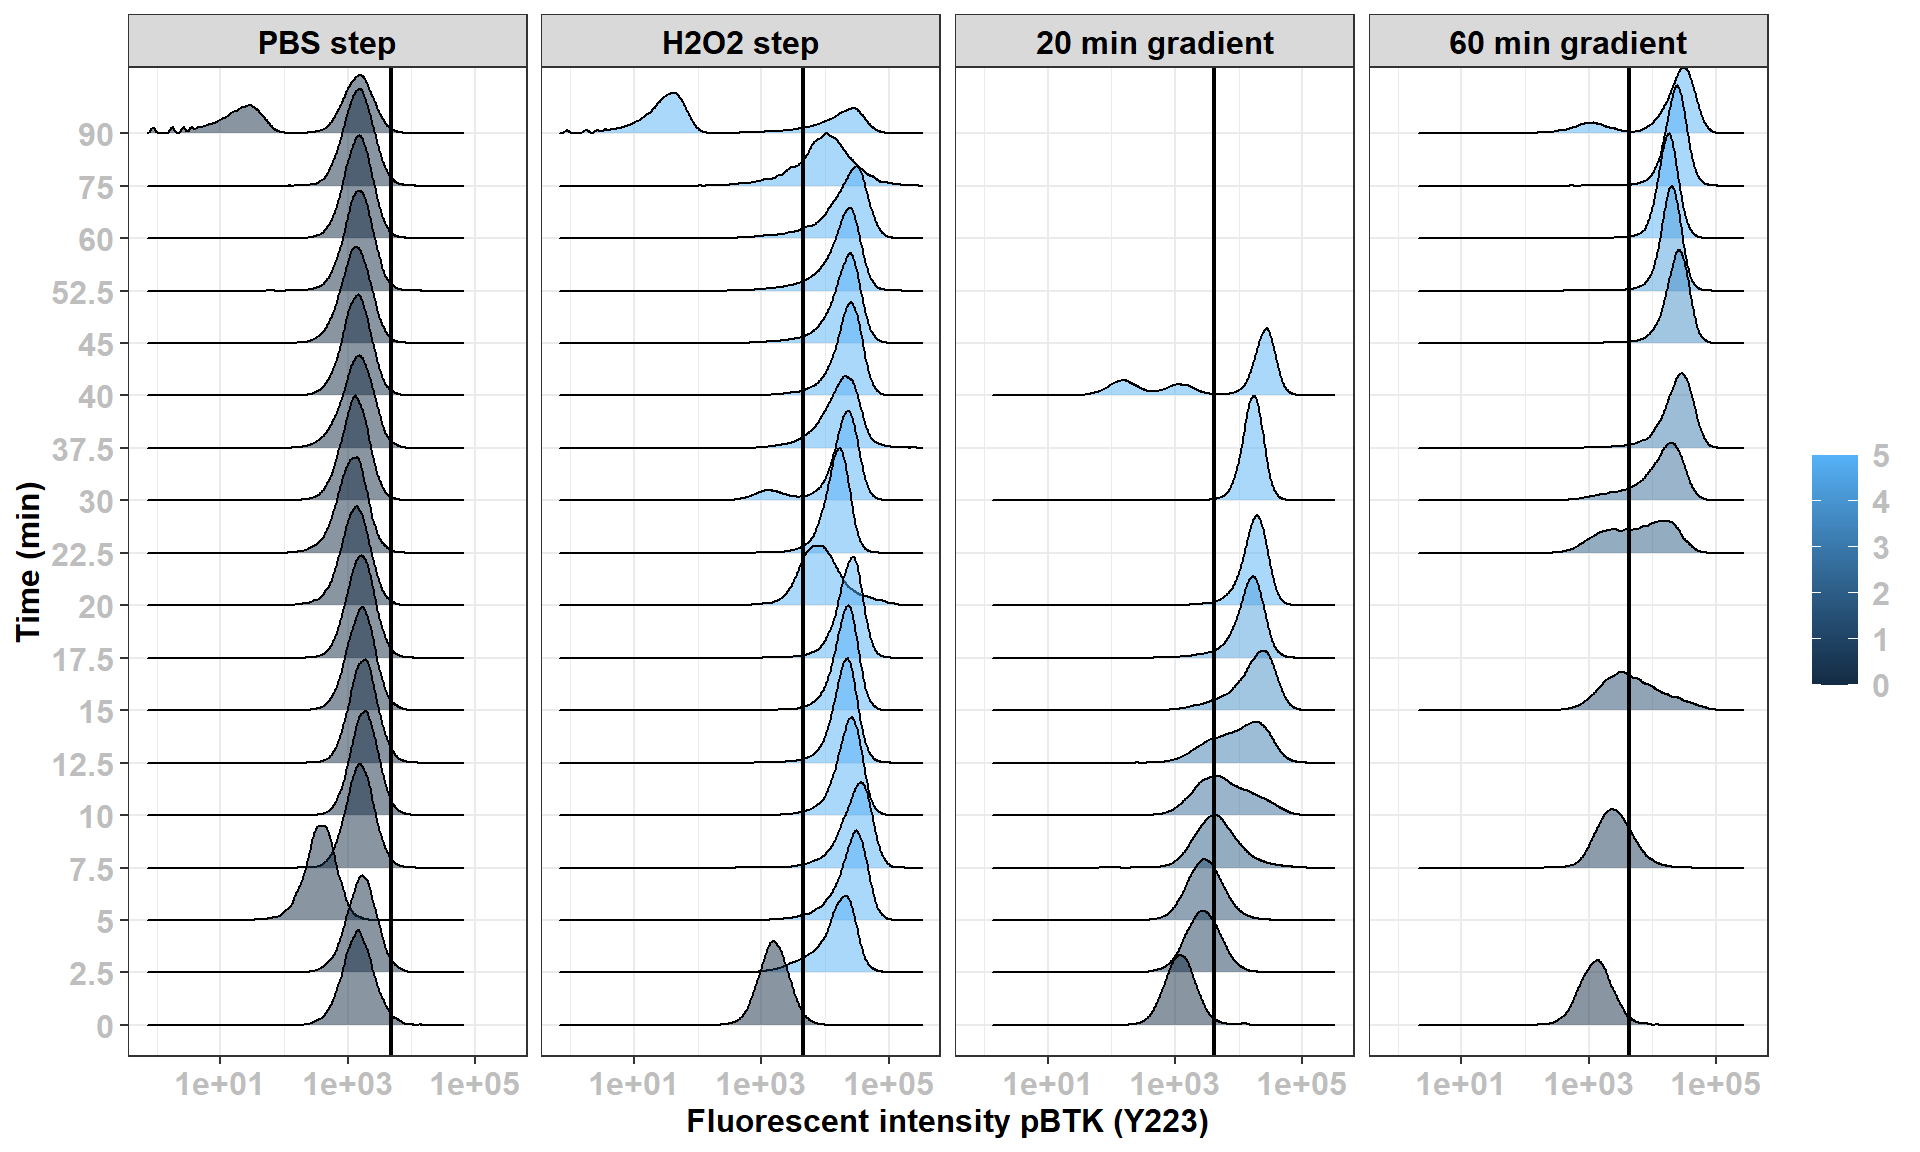 PBS step
H2O2 step
20 min gradient
60 min gradient
Time (min)
90
75
60
52.5
45
40
37.5
30
22.5
20
17.5
15
12.5
10
7.5
5
2.5
0
1e+01 1e+03 1e+05
1e+01 1e+03 1e+05
1e+01 1e+03 1e+05
1e+01 1e+03 1e+05
Fluorescent intensity pBTK (Y223)
5
4
3
2
1
0